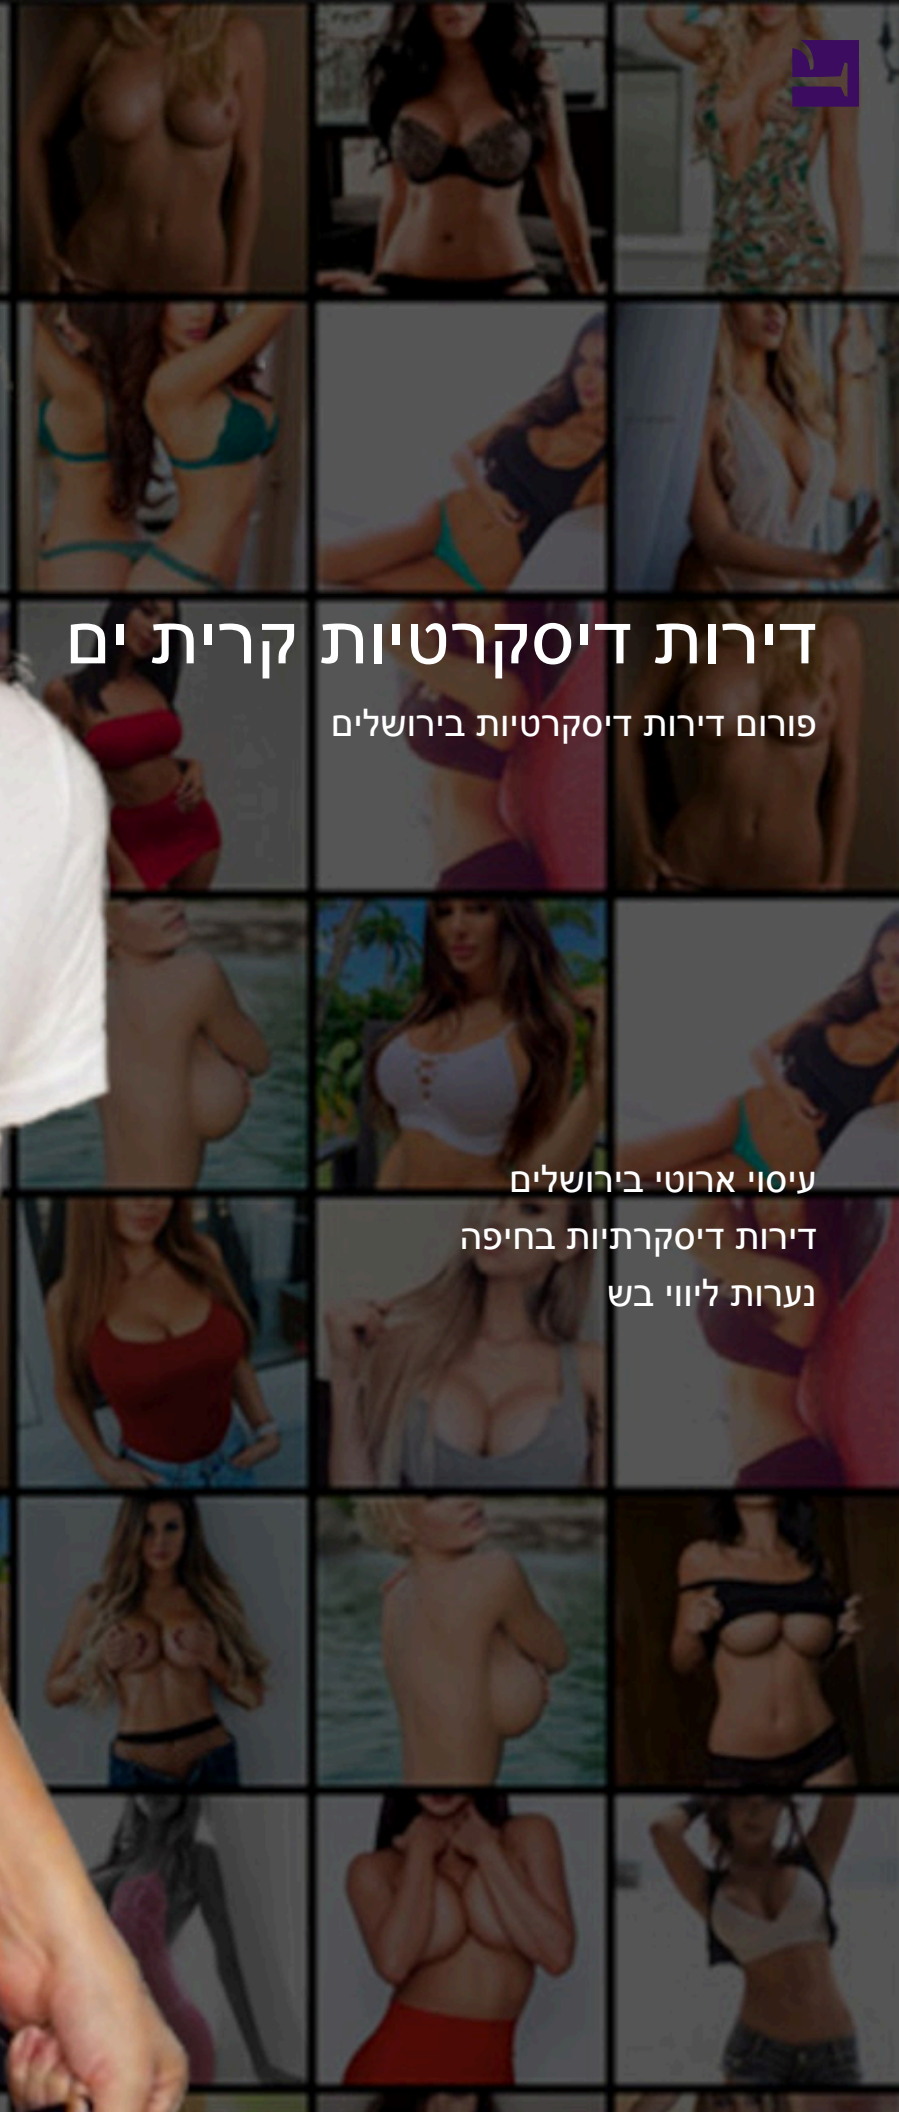 דירות דיסקרטיות קרית ים
פורום דירות דיסקרטיות בירושלים
עיסוי ארוטי בירושלים
דירות דיסקרתיות בחיפה
נערות ליווי בש